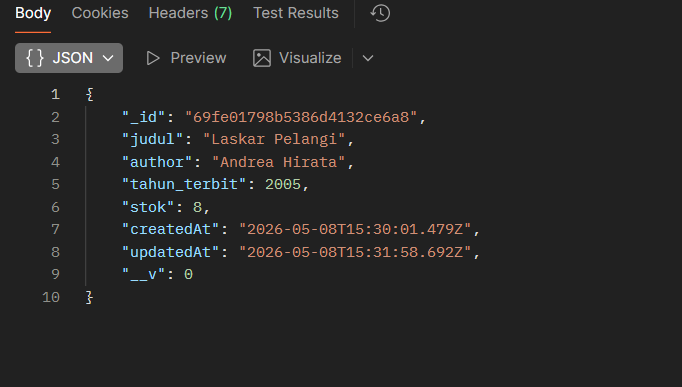 Body Cookies Headers (7) Test Results
{} JSON Preview Visualize
1 {
2 "_id": "69fe01798b5386d4132ce6a8",
3 "judul": "Laskar Pelangi",
4 "author": "Andrea Hirata",
5 "tahun_terbit": 2005,
6 "stok": 8,
7 "createdAt": "2026-05-08T15:30:01.479Z",
8 "updatedAt": "2026-05-08T15:31:58.692Z",
9 "__v": 0
10 }